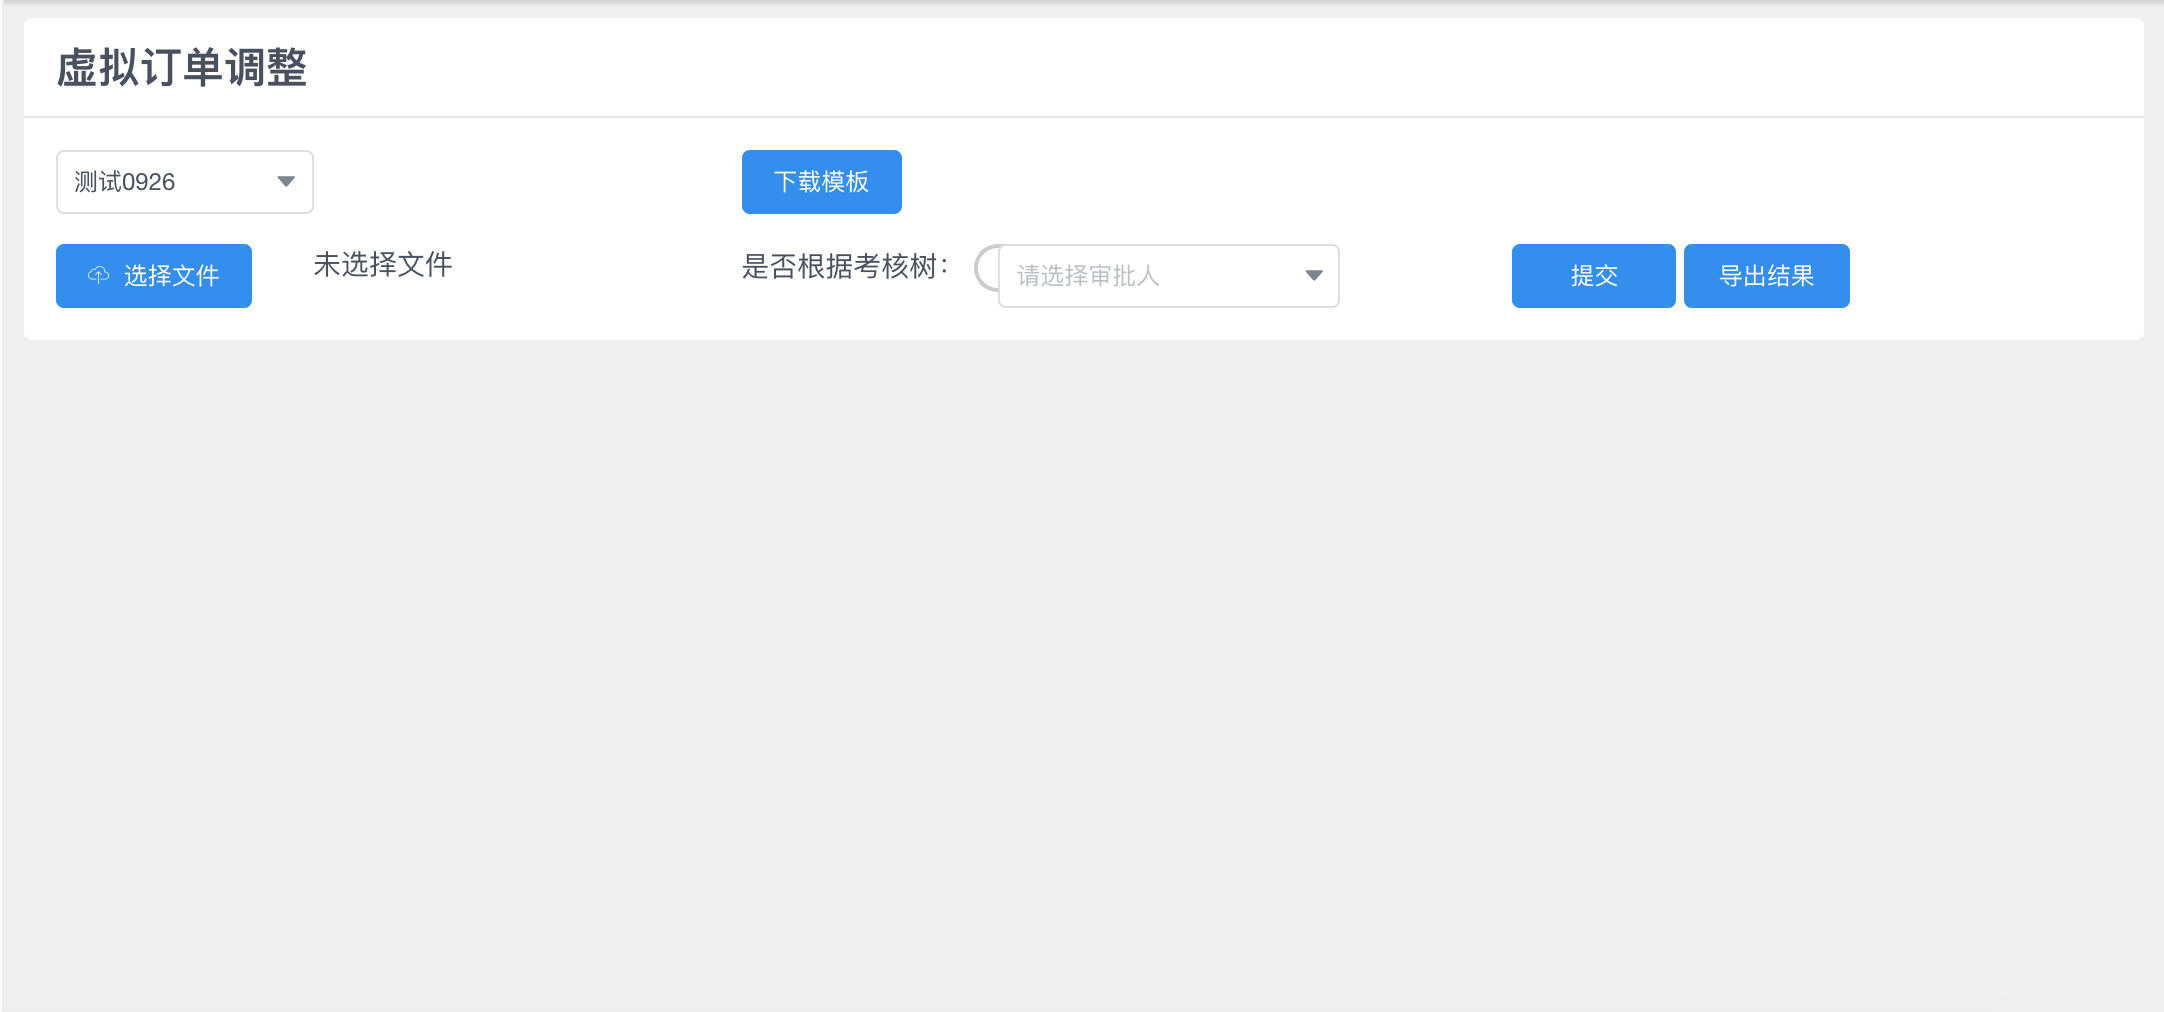 虚拟订单调整
测试0926
下载模板
选择文件
未选择文件
是否根据考核树：
请选择审批人
提交
导出结果